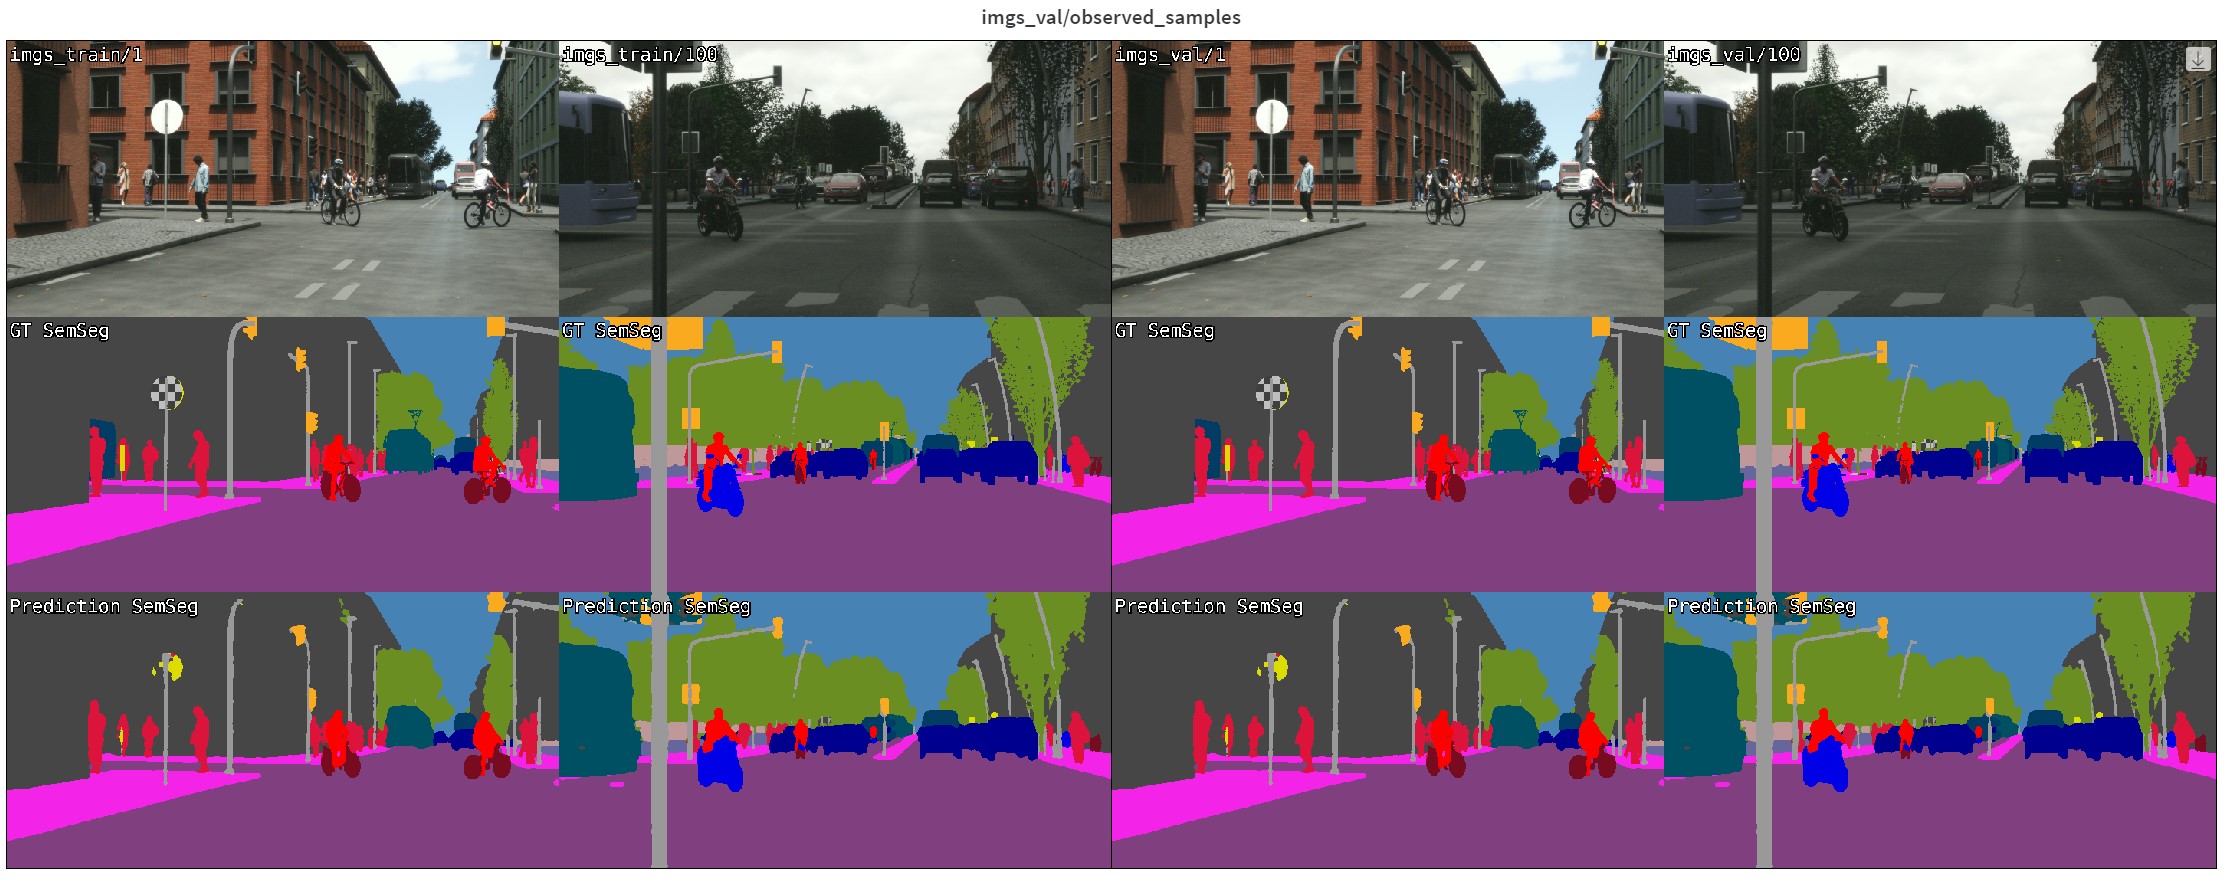 imgs_val/observed_samples
imgs_train/1
imgs_train/100
imgs_val/1
imgs_val/100
GT SemSeg
GT SemSeg
GT SemSeg
GT SemSeg
Prediction SemSeg
Prediction SemSeg
Prediction SemSeg
Prediction SemSeg